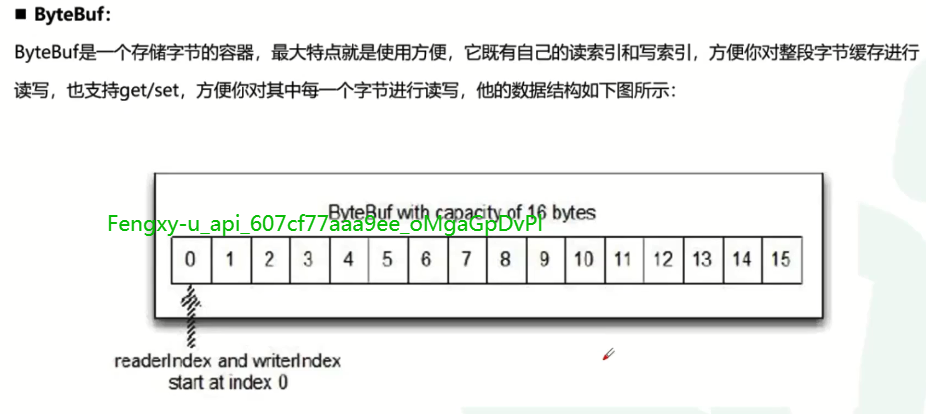 ■ ByteBuf：
ByteBuf是一个存储字节的容器，最大特点就是使用方便，它既有自己的读索引和写索引，方便你对整段字节缓存进行
读写，也支持get/set，方便你对其中每一个字节进行读写，他的数据结构如下图所示：
ByteBuf with capacity of 16 bytes
Fengxy-u_api_607cf77aaa9ee_oMgaGpDvPl
0 1 2 3 4 5 6 7 8 9 10 11 12 13 14 15
readerIndex and writerIndex
start at index 0